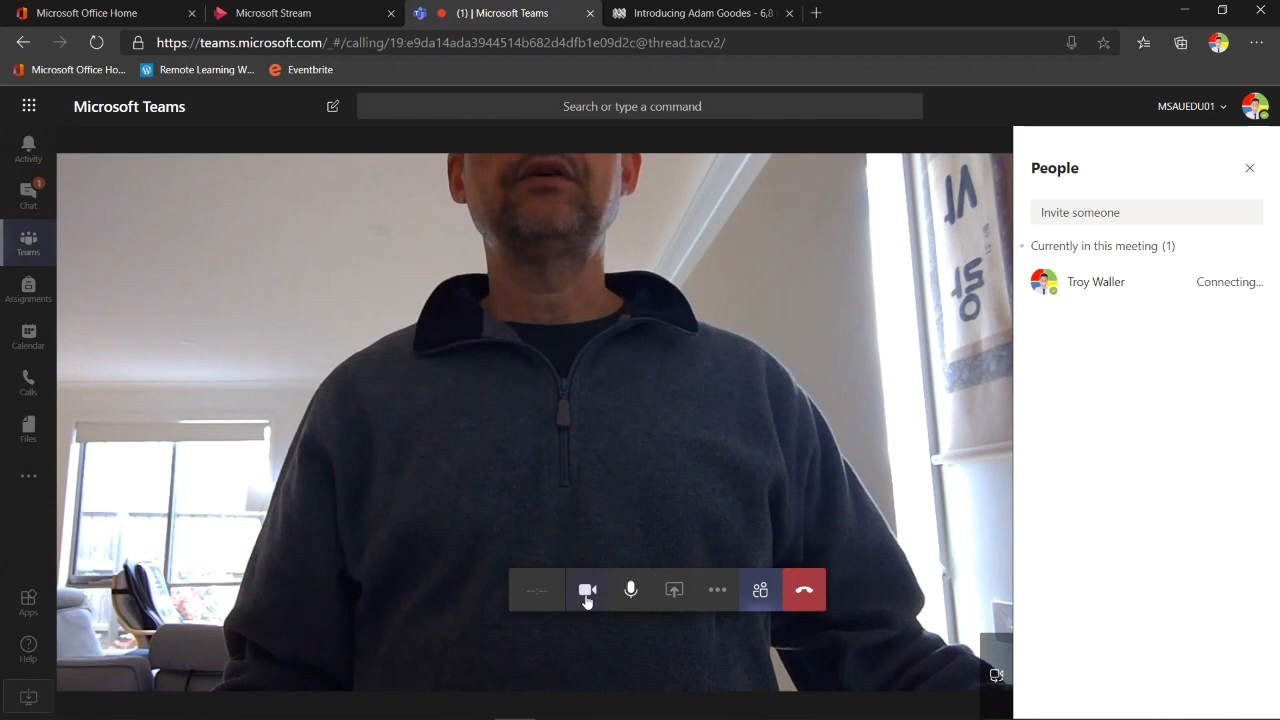 Microsoft Office Home
Microsoft Stream
(1) | Microsoft Teams
Introducing Adam Goodes - 6,8
https://teams.microsoft.com/_#/calling/19:e9da14ada3944514b682d4dfb1e09d2c@thread.tacv2/
Microsoft Office Ho...
Remote Learning W...
Eventbrite
Microsoft Teams
Search or type a command
MSAUEDU01
Activity
Chat
1
Teams
Assignments
Calendar
Calls
Files
Apps
Help
People
Invite someone
Currently in this meeting (1)
Troy Waller
Connecting...
--:--